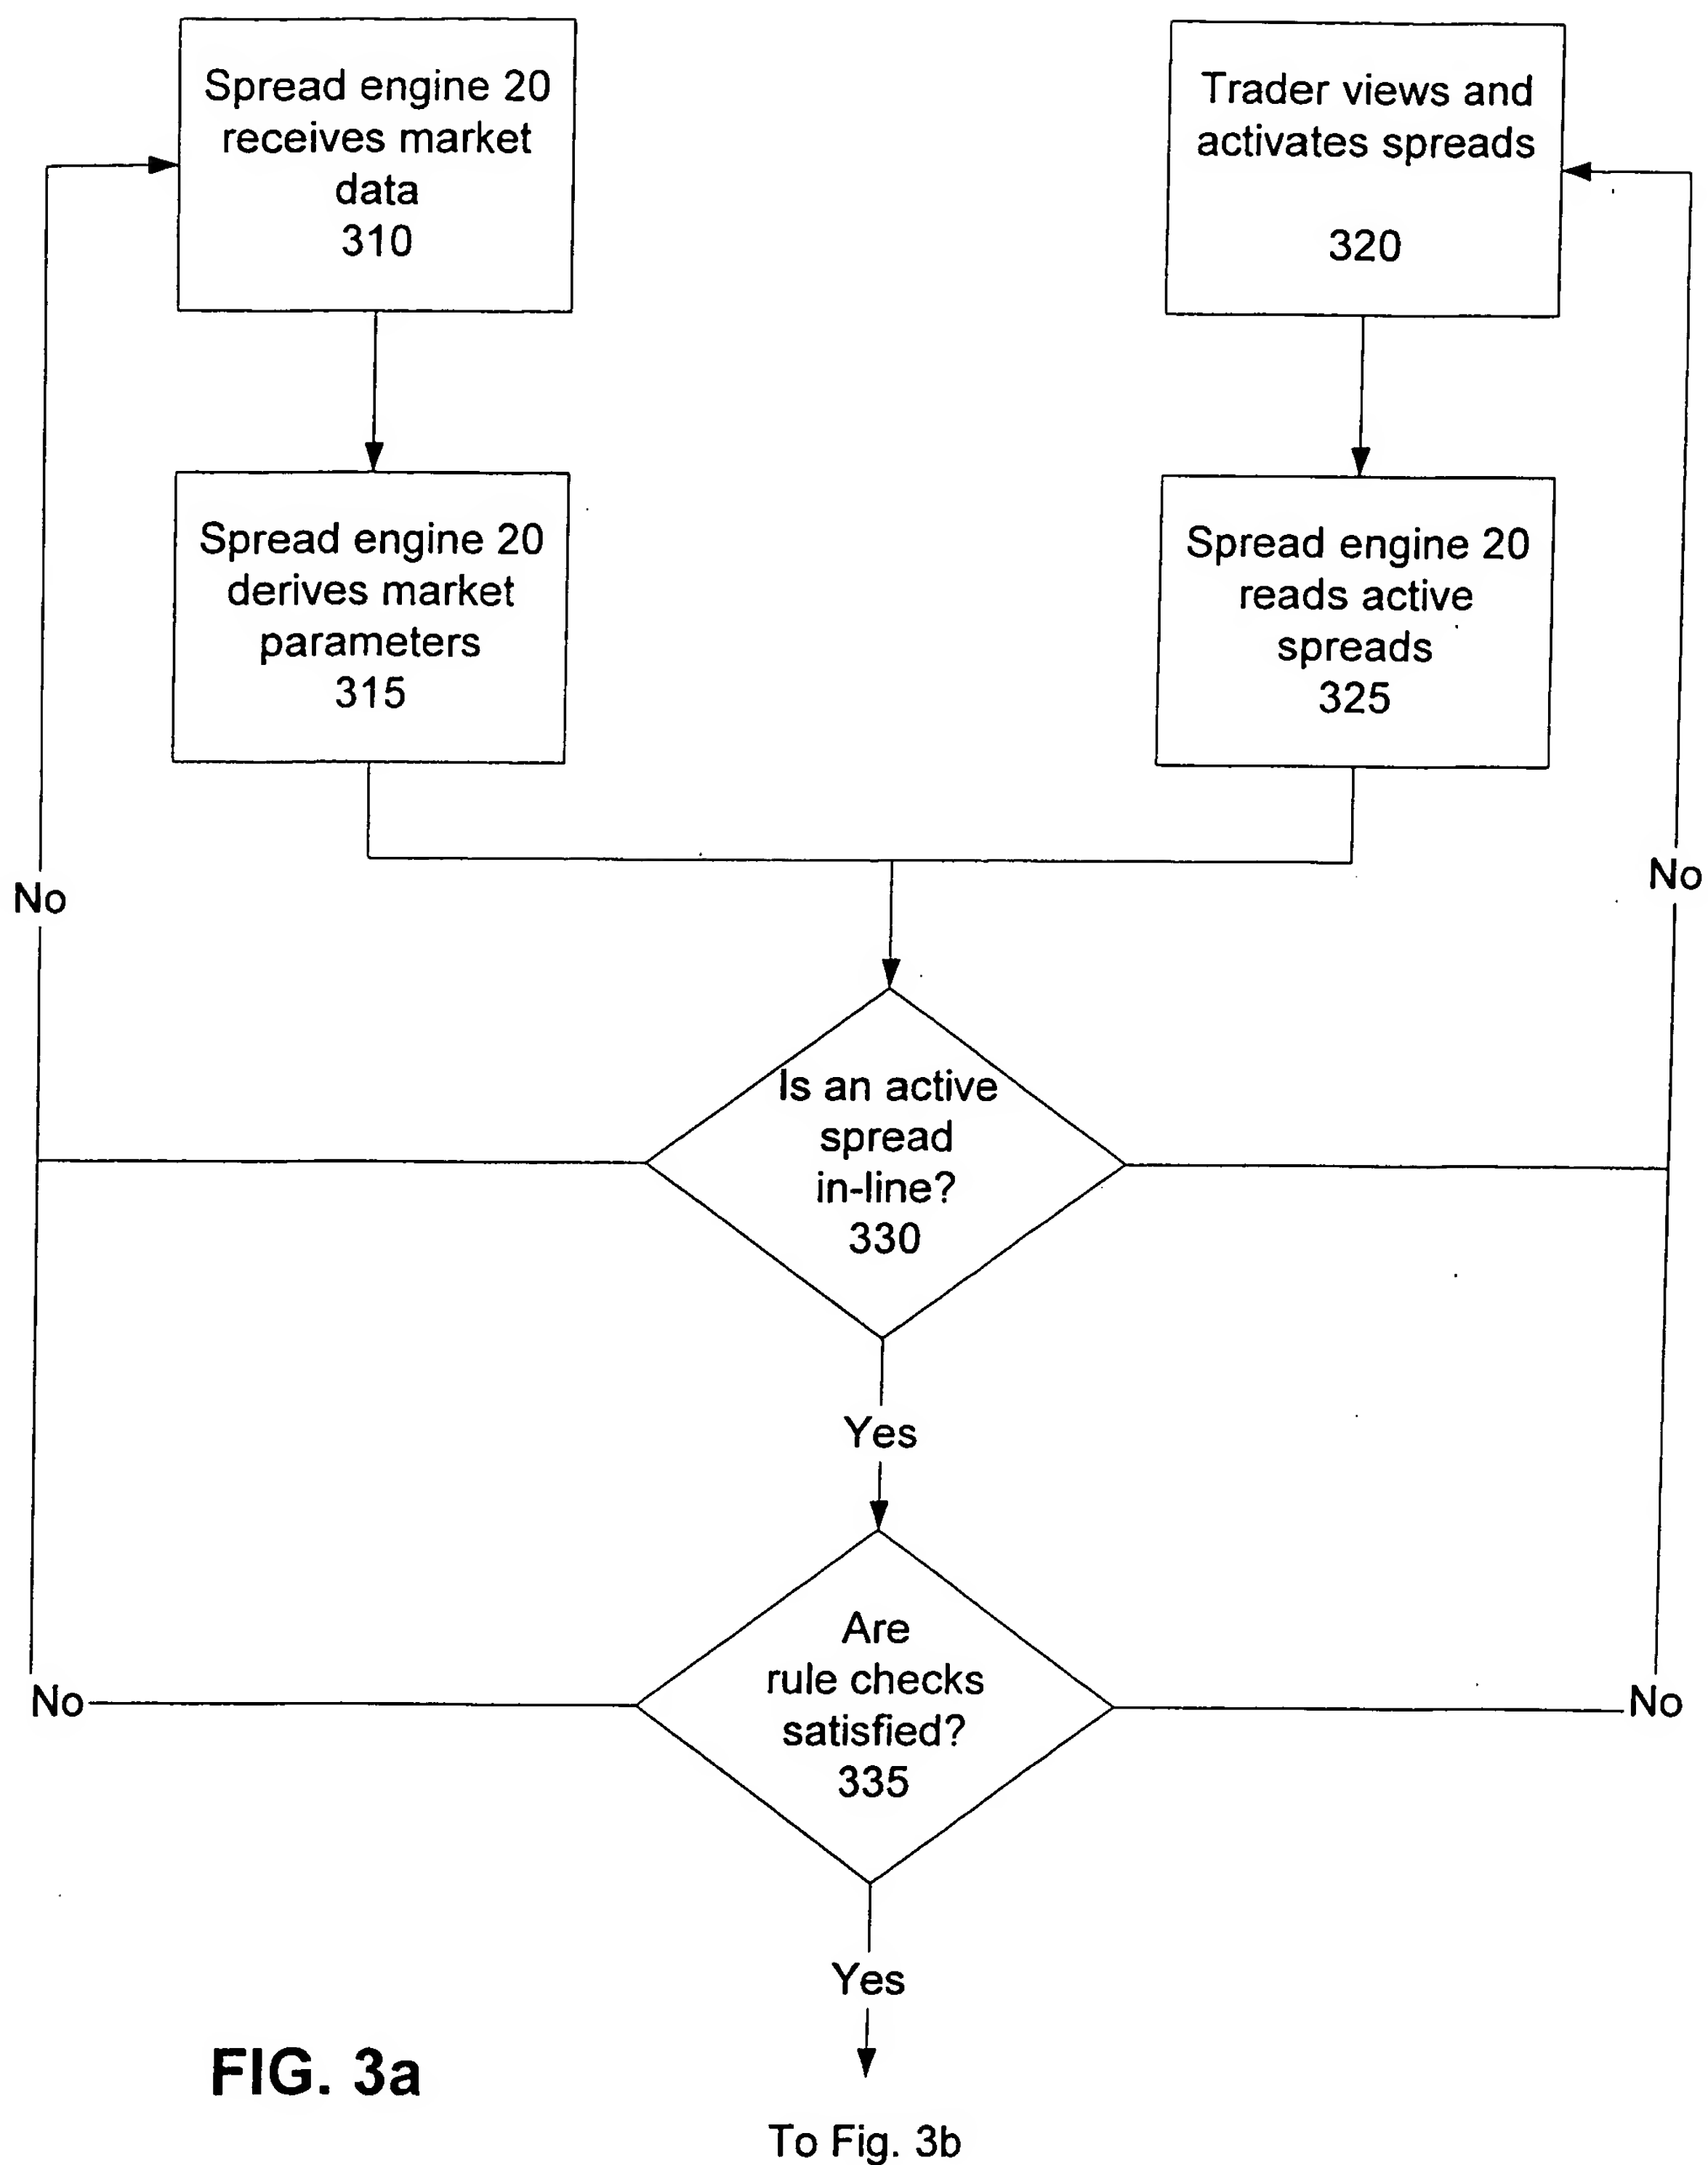 Spread engine 20
receives market
data
310
Trader views and
activates spreads
320
Spread engine 20
derives market
parameters
315
Spread engine 20
reads active
spreads
325
No
No
Is an active
spread
in-line?
330
Yes
Are
rule checks
satisfied?
335
No
No
Yes
FIG. 3a
To Fig. 3b